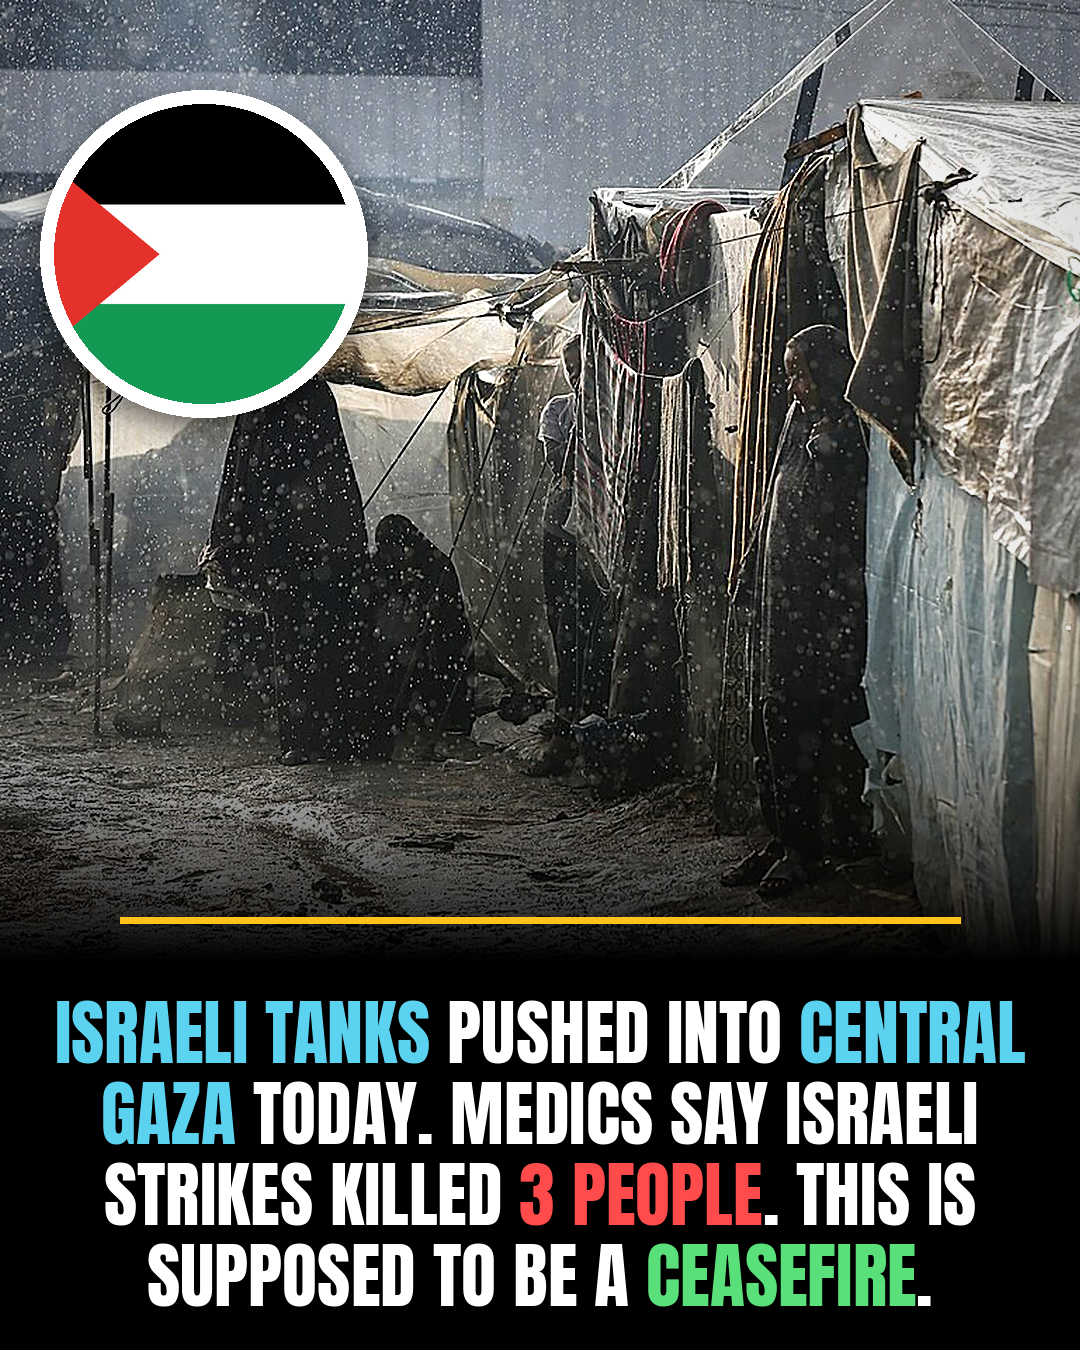 ISRAELI TANKS PUSHED INTO CENTRAL
GAZA TODAY. MEDICS SAY ISRAELI
STRIKES KILLED 3 PEOPLE. THIS IS
SUPPOSED TO BE A CEASEFIRE.